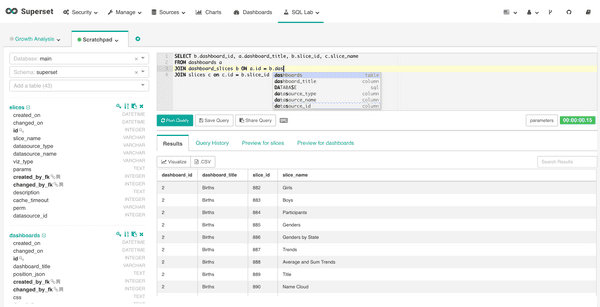 Superset
Security
Manage
Sources
Charts
Dashboards
SQL Lab
Growth Analysis
Scratchpad
Database: main
Schema: superset
Add a table (43)
slices
created_on DATETIME
changed_on DATETIME
id INTEGER
slice_name VARCHAR
datasource_type VARCHAR
datasource_name VARCHAR
viz_type VARCHAR
params TEXT
created_by_fk INTEGER
changed_by_fk INTEGER
description TEXT
cache_timeout INTEGER
perm VARCHAR
datasource_id INTEGER
dashboards
created_on DATETIME
changed_on DATETIME
id INTEGER
dashboard_title VARCHAR
position_json TEXT
created_by_fk INTEGER
changed_by_fk INTEGER
css TEXT
1 SELECT b.dashboard_id, a.dashboard_title, b.slice_id, c.slice_name
2 FROM dashboards a
3 JOIN dashboard_slices b ON a.id = b.das
4 JOIN slices c on c.id = b.slice_id
dashboards table
dashboard_title column
DATABASE sql
datasource_type column
datasource_name column
datasource_id column
Run Query
Save Query
Share Query
parameters
00:00:00.15
Results
Query History
Preview for slices
Preview for dashboards
Visualize
.CSV
Search Results
dashboard_id dashboard_title slice_id slice_name
2 Births 882 Girls
2 Births 883 Boys
2 Births 884 Participants
2 Births 885 Genders
2 Births 886 Genders by State
2 Births 887 Trends
2 Births 888 Average and Sum Trends
2 Births 889 Title
2 Births 890 Name Cloud